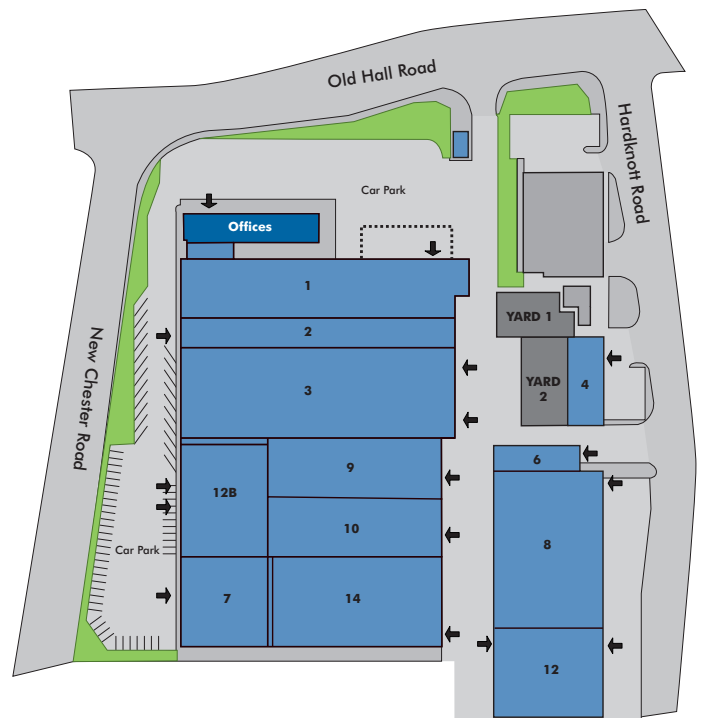 Old Hall Road
Hardknott Road
Car Park
Offices
1
YARD 1
2
New Chester Road
3
YARD
2
4
6
9
12B
10
8
Car Park
7
14
12